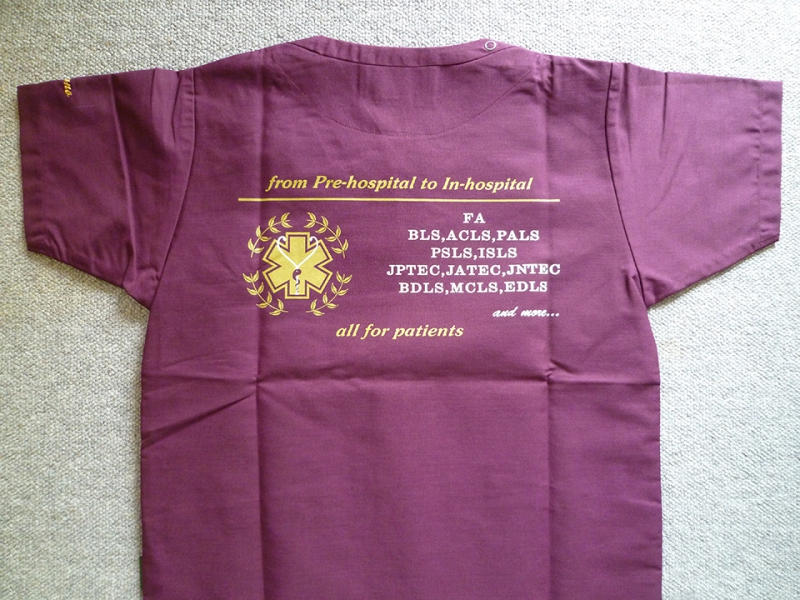 from Pre-hospital to In-hospital
FA
BLS,ACLS,PALS
PSLS,ISLS
JPTEC,JATEC,JNTEC
BDLS,MCLS,EDLS
and more...
all for patients